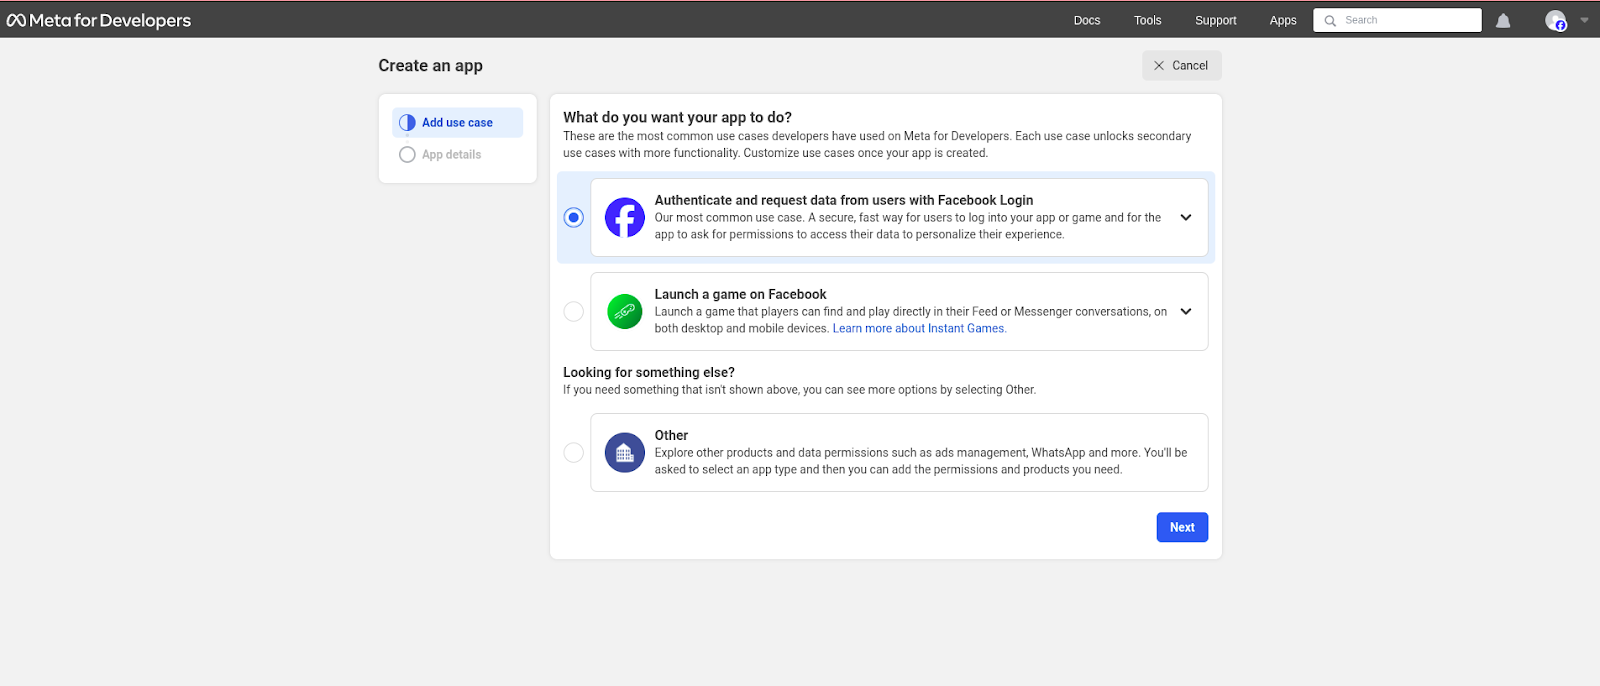 Meta for Developers
Docs Tools Support Apps Search
Create an app
Cancel
Add use case
App details
What do you want your app to do?
These are the most common use cases developers have used on Meta for Developers. Each use case unlocks secondary
use cases with more functionality. Customize use cases once your app is created.
Authenticate and request data from users with Facebook Login
Our most common use case. A secure, fast way for users to log into your app or game and for the
app to ask for permissions to access their data to personalize their experience.
Launch a game on Facebook
Launch a game that players can find and play directly in their Feed or Messenger conversations, on
both desktop and mobile devices. Learn more about Instant Games.
Looking for something else?
If you need something that isn't shown above, you can see more options by selecting Other.
Other
Explore other products and data permissions such as ads management, WhatsApp and more. You'll be
asked to select an app type and then you can add the permissions and products you need.
Next